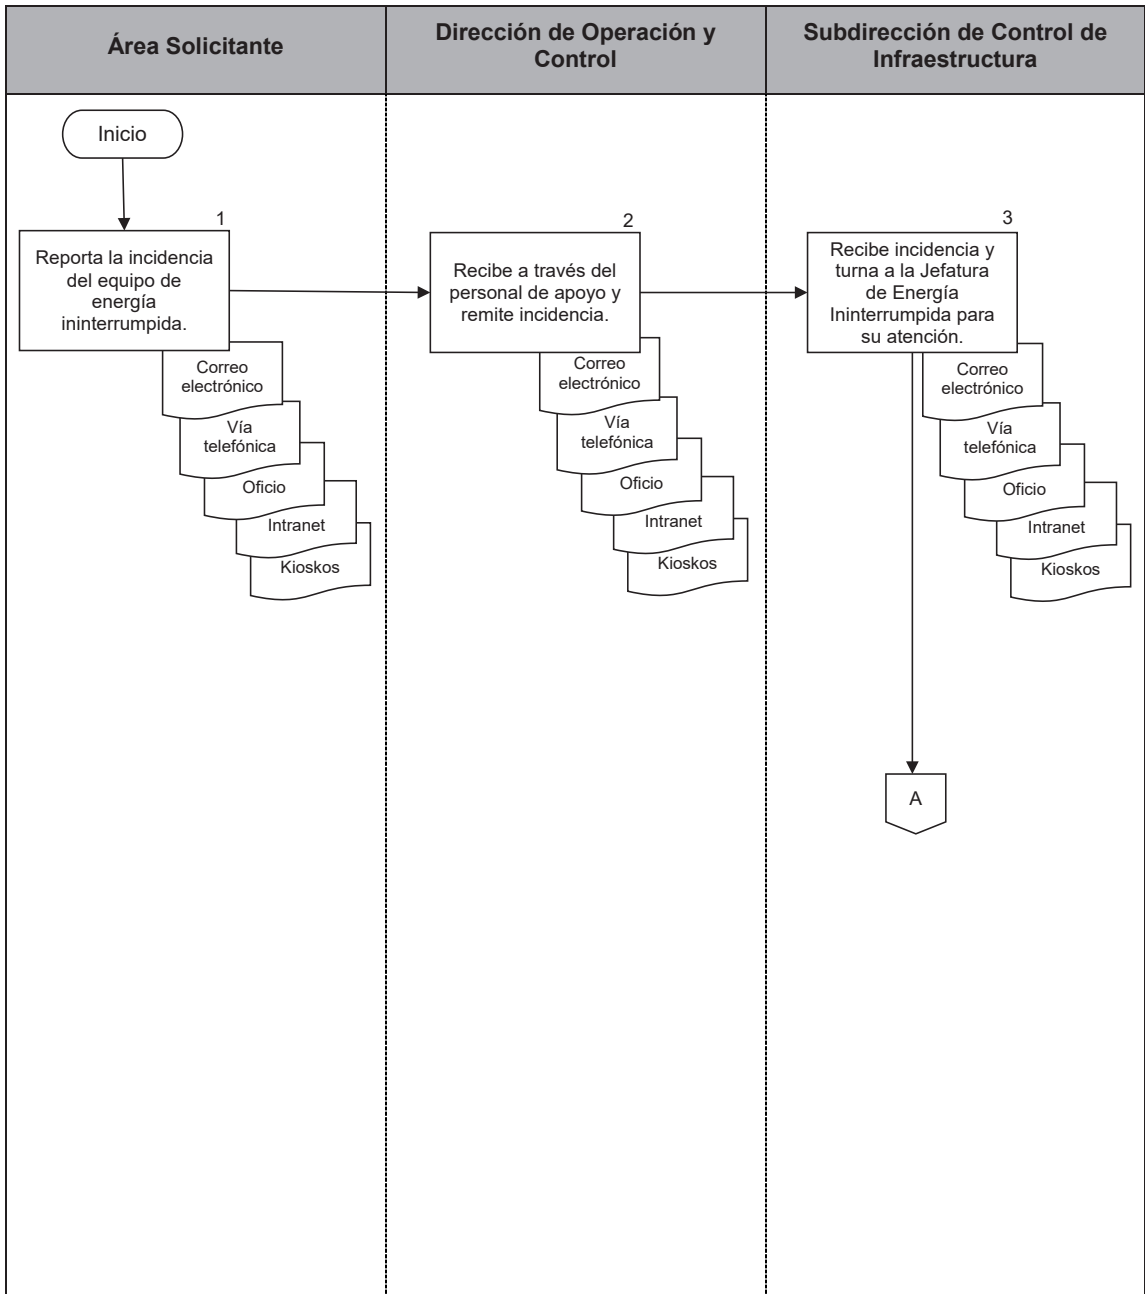 Área Solicitante
Dirección de Operación y
Control
Subdirección de Control de
Infraestructura
Inicio
1
Reporta la incidencia
del equipo de
energía
ininterrumpida.
Correo
electrónico
Vía
telefónica
Oficio
Intranet
Kioskos
2
Recibe a través del
personal de apoyo y
remite incidencia.
Correo
electrónico
Vía
telefónica
Oficio
Intranet
Kioskos
3
Recibe incidencia y
turna a la Jefatura
de Energía
Ininterrumpida para
su atención.
Correo
electrónico
Vía
telefónica
Oficio
Intranet
Kioskos
A